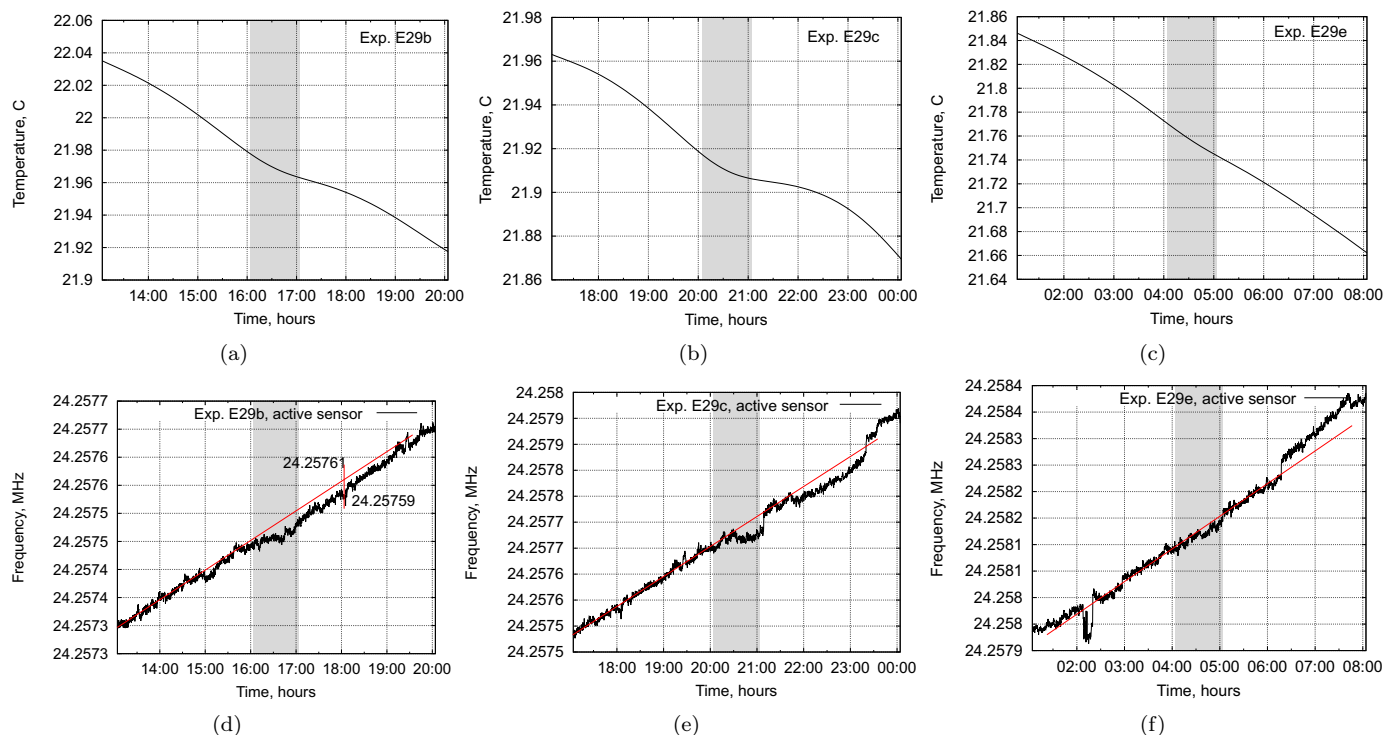 22.06
22.04
22.02
22
21.98
21.96
21.94
21.92
21.9
Temperature, C
Exp. E29b
14:00 15:00 16:00 17:00 18:00 19:00 20:00
Time, hours
(a)
21.98
21.96
21.94
21.92
21.9
21.88
21.86
Temperature, C
Exp. E29c
18:00 19:00 20:00 21:00 22:00 23:00 00:00
Time, hours
(b)
21.86
21.84
21.82
21.8
21.78
21.76
21.74
21.72
21.7
21.68
21.66
21.64
Temperature, C
Exp. E29e
02:00 03:00 04:00 05:00 06:00 07:00 08:00
Time, hours
(c)
24.2577
24.2577
24.2576
24.2576
24.2575
24.2575
24.2574
24.2574
24.2573
24.2573
Frequency, MHz
Exp. E29b, active sensor
24.25761
24.25759
14:00 15:00 16:00 17:00 18:00 19:00 20:00
Time, hours
(d)
24.258
24.2579
24.2579
24.2578
24.2578
24.2577
24.2577
24.2576
24.2576
24.2575
24.2575
Frequency, MHz
Exp. E29c, active sensor
18:00 19:00 20:00 21:00 22:00 23:00 00:00
Time, hours
(e)
24.2584
24.2584
24.2583
24.2583
24.2582
24.2582
24.2581
24.2581
24.258
24.258
24.2579
Frequency, MHz
Exp. E29e, active sensor
02:00 03:00 04:00 05:00 06:00 07:00 08:00
Time, hours
(f)